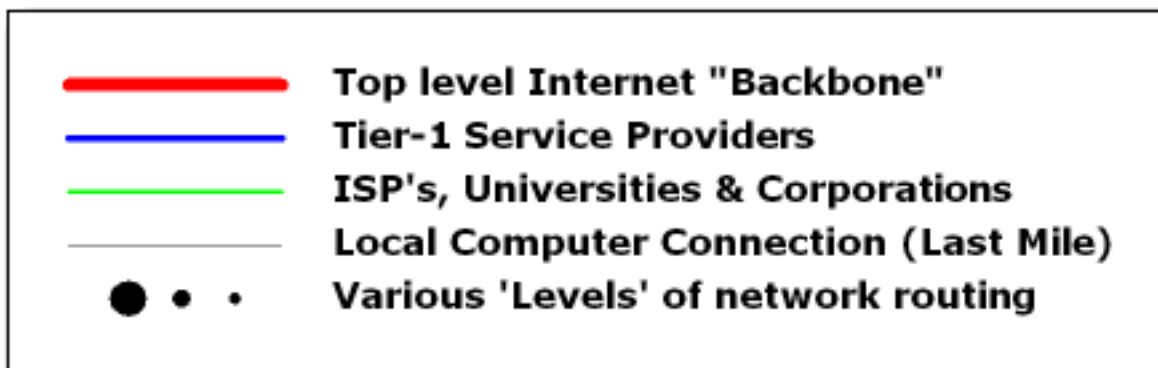 Top level Internet "Backbone"
Tier-1 Service Providers
ISP's, Universities & Corporations
Local Computer Connection (Last Mile)
Various 'Levels' of network routing